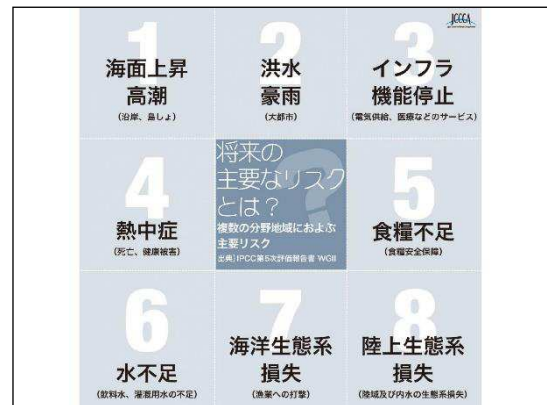 JCCCA
1
海面上昇
高潮
(沿岸、島しょ)
2
洪水
豪雨
(大都市)
3
インフラ
機能停止
(電気供給、医療などのサービス)
4
熱中症
(死亡、健康被害)
将来の
主要なリスク
とは?
複数の分野地域におよぶ
主要リスク
出典)IPCC第5次評価報告書 WGⅡ
5
食糧不足
(食糧安全保障)
6
水不足
(飲料水、灌漑用水の不足)
7
海洋生態系
損失
(漁業への打撃)
8
陸上生態系
損失
(陸域及び内水の生態系損失)